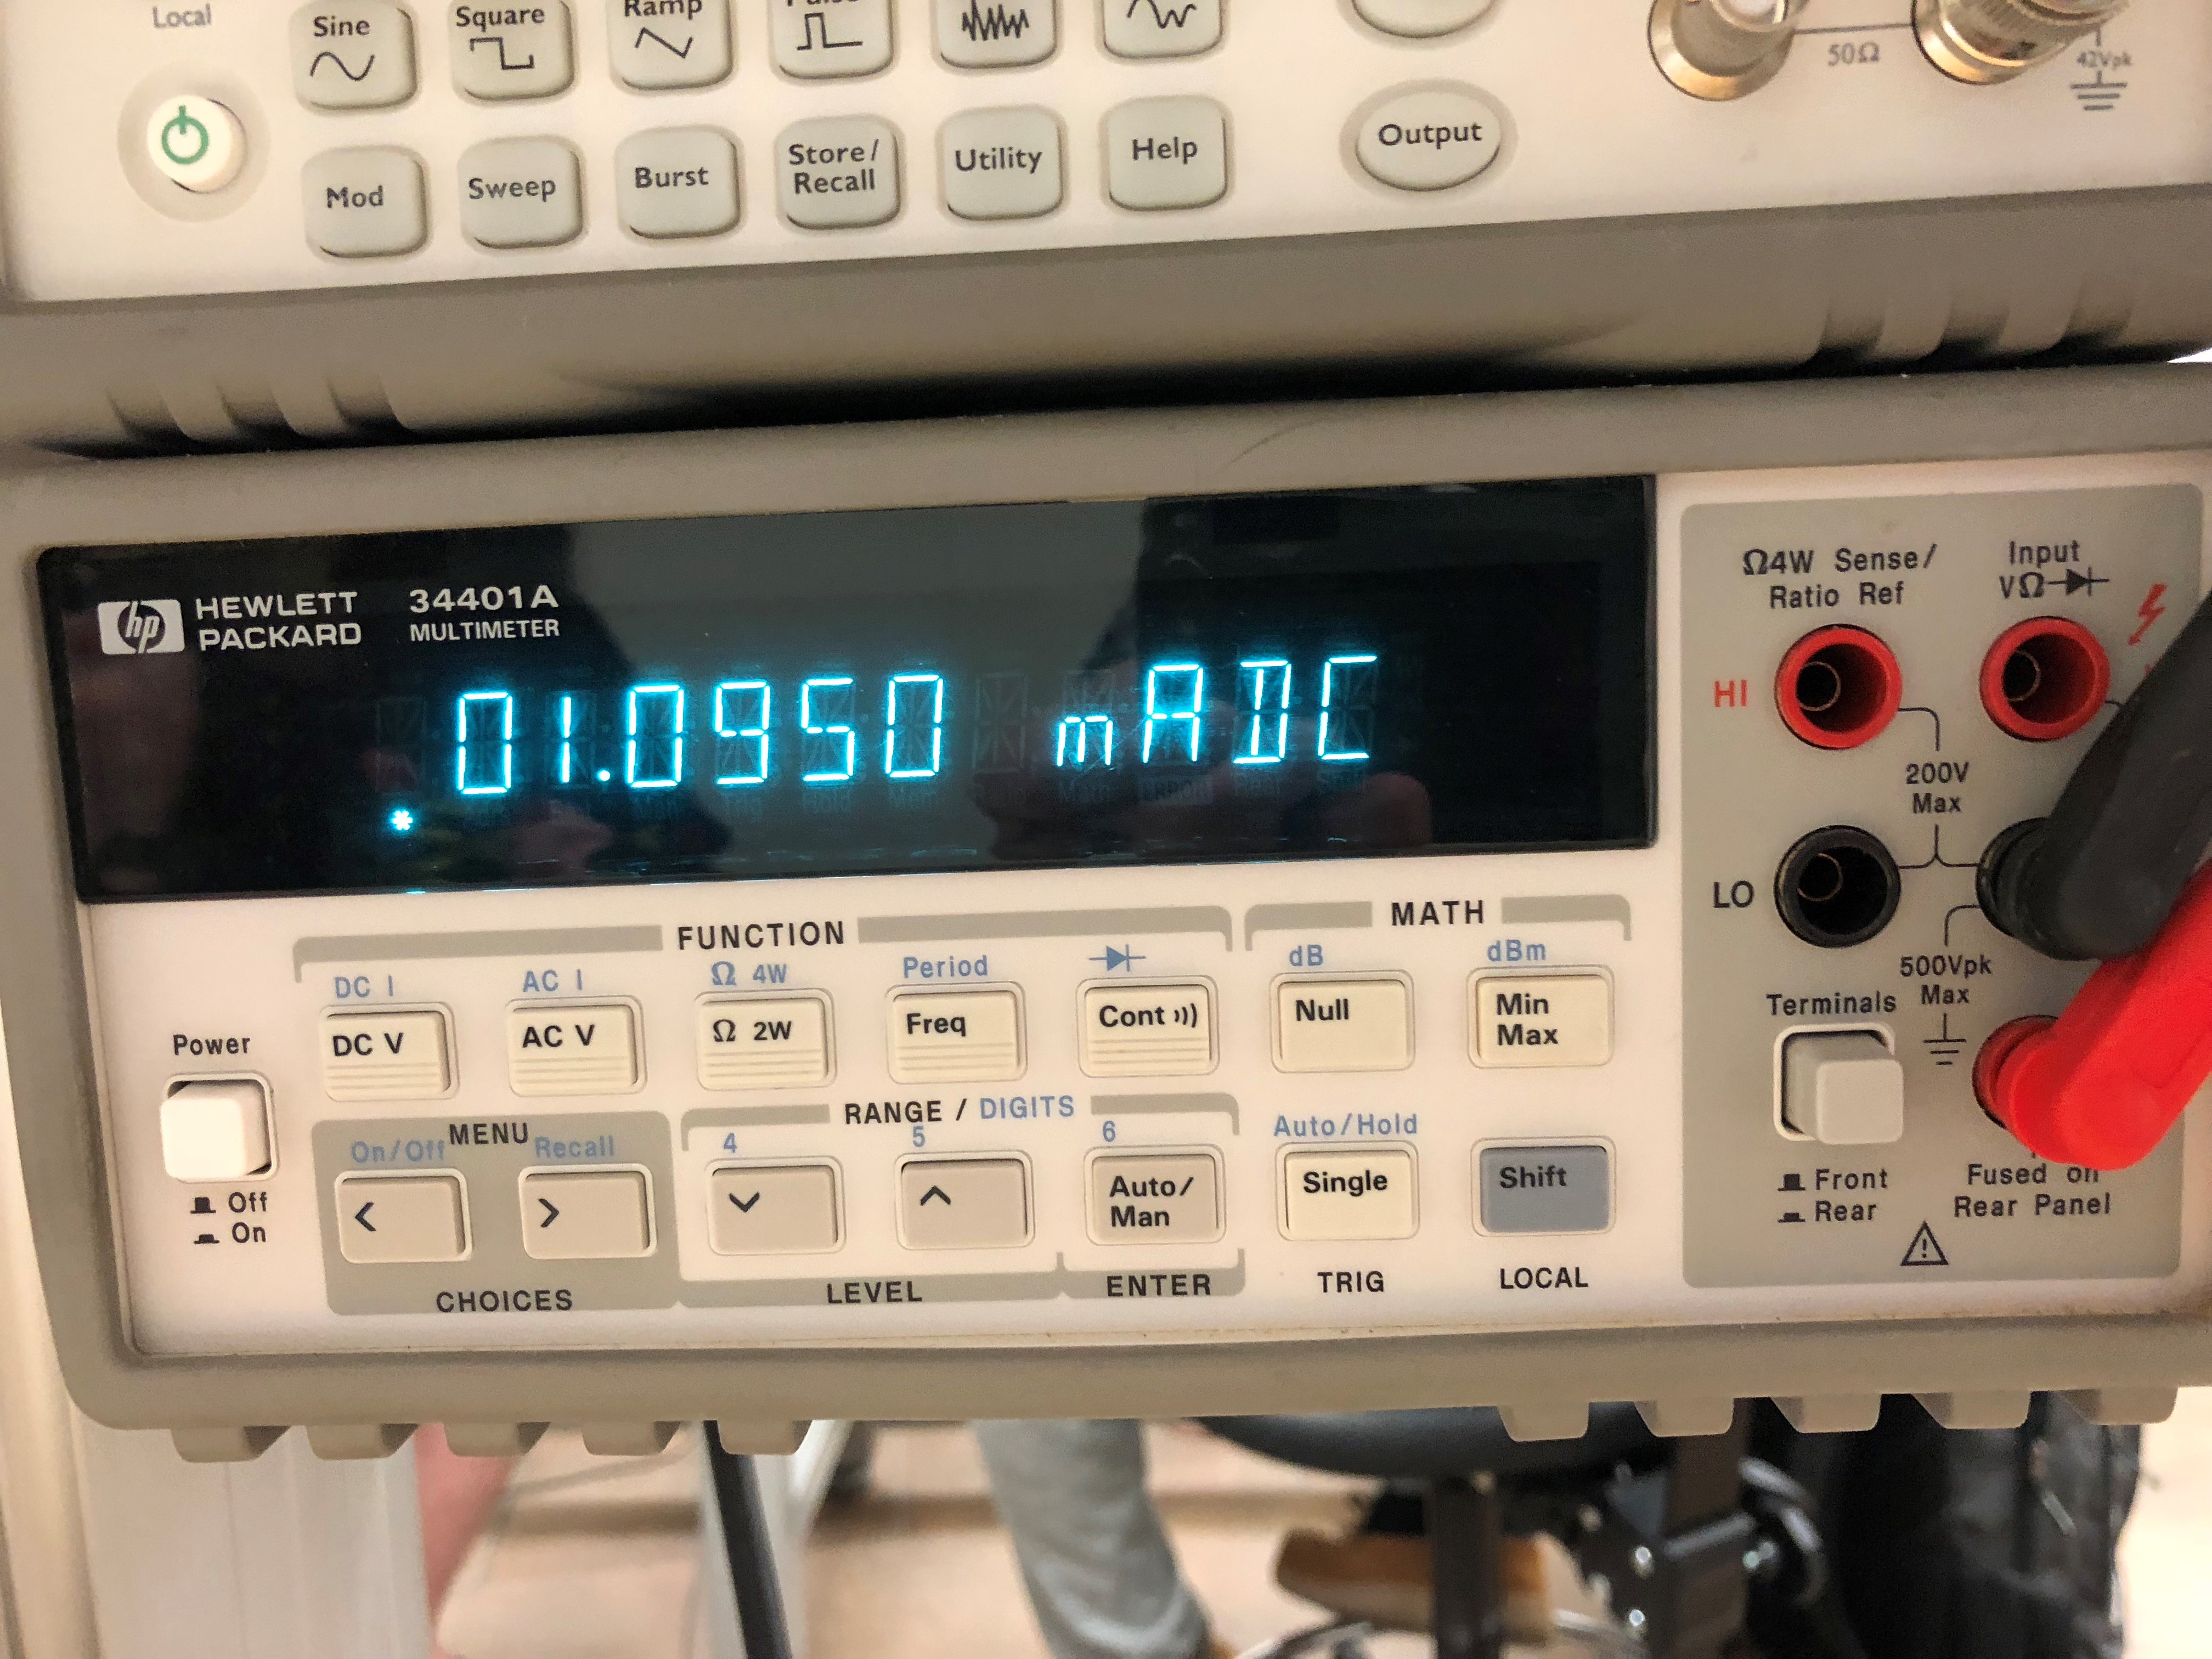 Local
Sine
Square
Ramp
50Ω
42Vpk
Mod
Sweep
Burst
Store/
Recall
Utility
Help
Output
hp
HEWLETT
PACKARD
34401A
MULTIMETER
01.0950 mADC
*
Ω4W Sense/
Ratio Ref
Input
VΩ
HI
200V
Max
LO
500Vpk
Max
Terminals
Front
Rear
Fused on
Rear Panel
FUNCTION
MATH
DC I
AC I
Ω 4W
Period
dB
dBm
DC V
AC V
Ω 2W
Freq
Cont
Null
Min
Max
Power
Off
On
MENU
On/Off
Recall
RANGE / DIGITS
4
5
6
Auto/Hold
<
>
Auto/
Man
Single
Shift
CHOICES
LEVEL
ENTER
TRIG
LOCAL